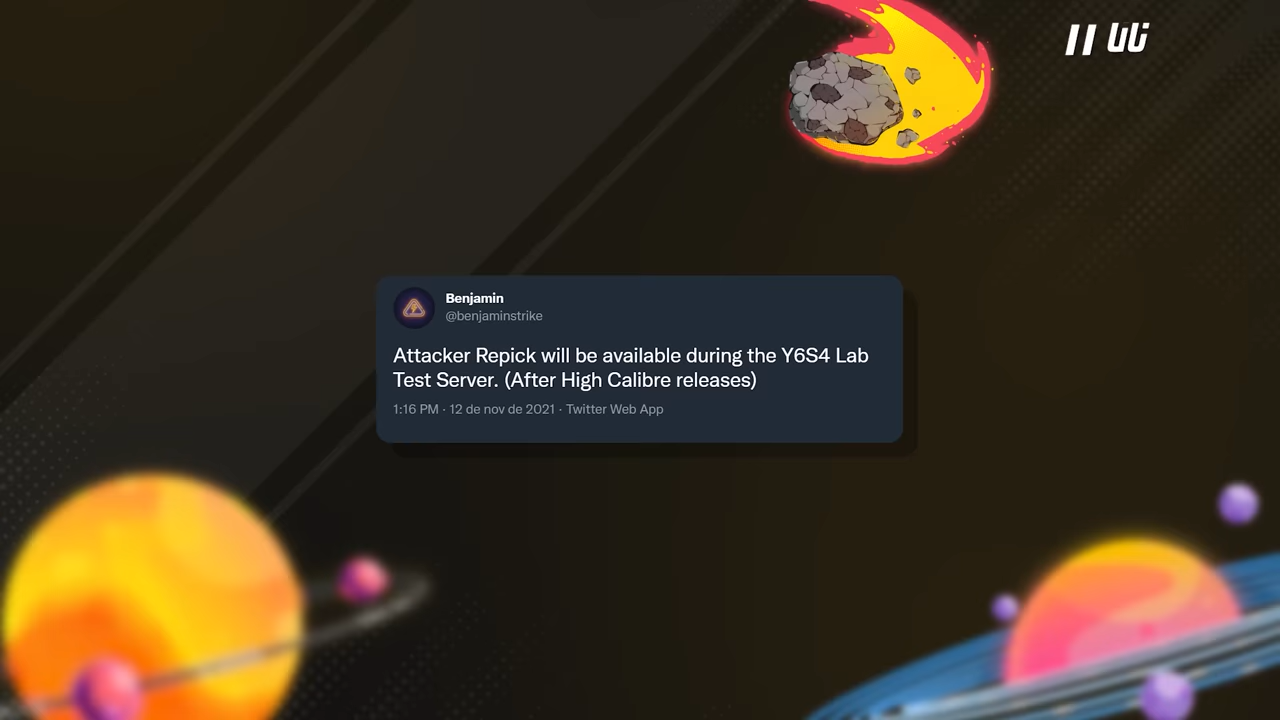 Benjamin
@benjaminstrike
Attacker Repick will be available during the Y6S4 Lab
Test Server. (After High Calibre releases)
1:16 PM · 12 de nov de 2021 · Twitter Web App